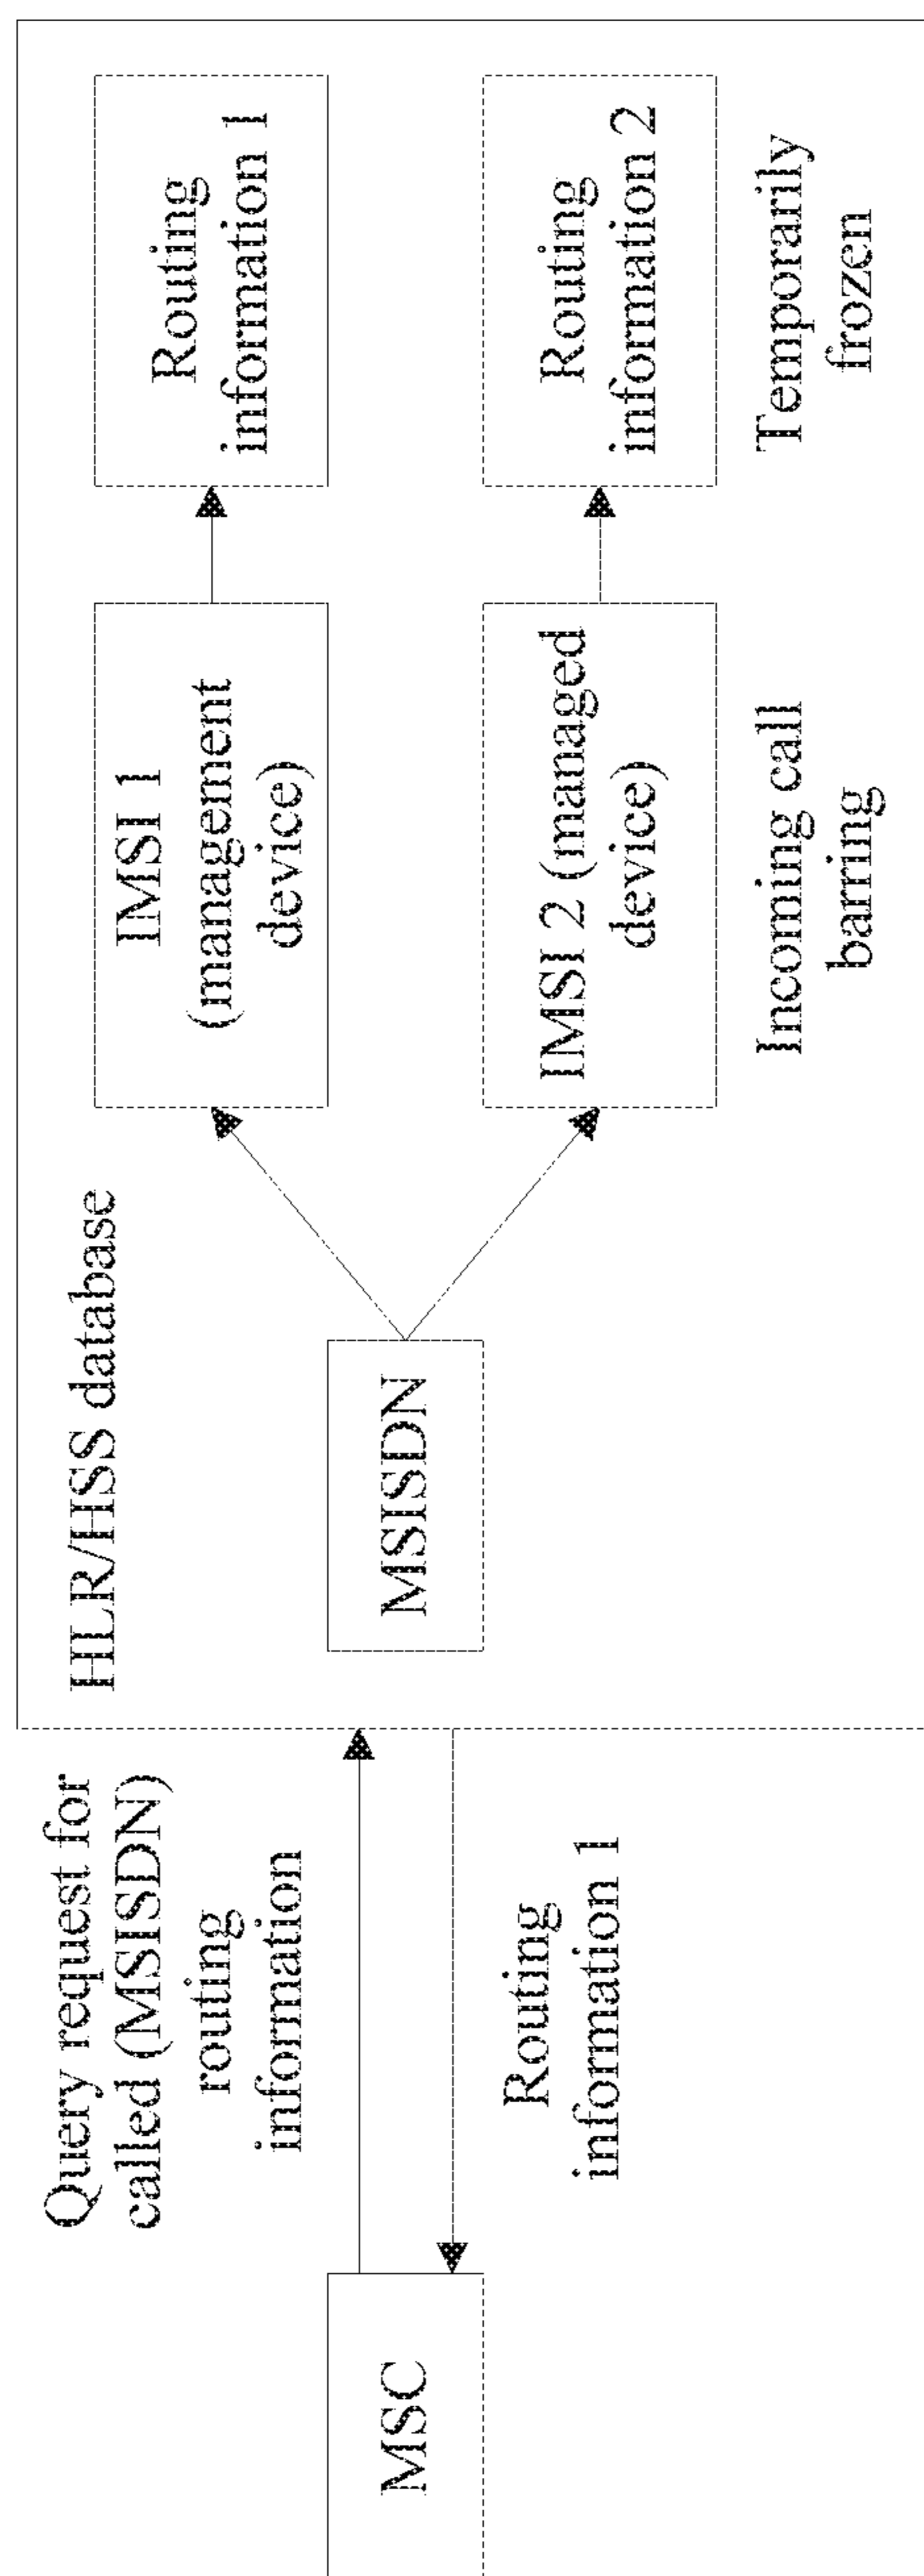 MSC
Query request for
called (MSISDN)
routing
information
Routing
information 1
HLR/HSS database
MSISDN
IMSI 1
(management
device)
Routing
information 1
IMSI 2 (managed
device)
Routing
information 2
Incoming call
barring
Temporarily
frozen